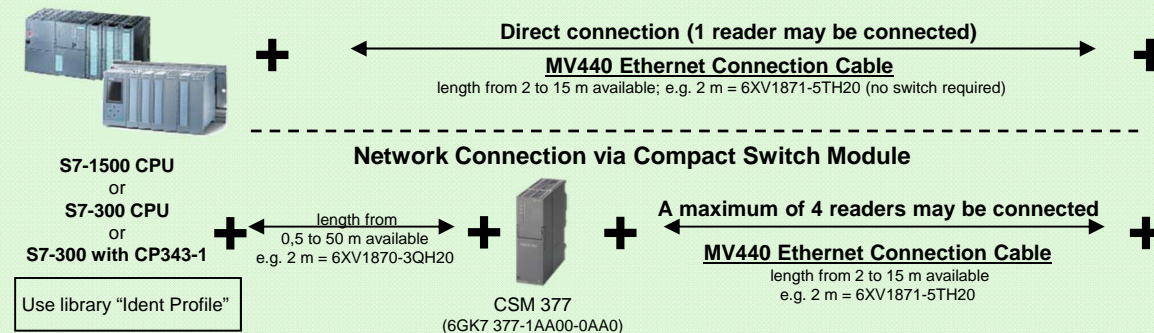 Direct connection (1 reader may be connected)
MV440 Ethernet Connection Cable
length from 2 to 15 m available; e.g. 2 m = 6XV1871-5TH20 (no switch required)
Network Connection via Compact Switch Module
S7-1500 CPU
or
S7-300 CPU
or
S7-300 with CP343-1
Use library “Ident Profile”
length from
0,5 to 50 m available
e.g. 2 m = 6XV1870-3QH20
CSM 377
(6GK7 377-1AA00-0AA0)
A maximum of 4 readers may be connected
MV440 Ethernet Connection Cable
length from 2 to 15 m available
e.g. 2 m = 6XV1871-5TH20